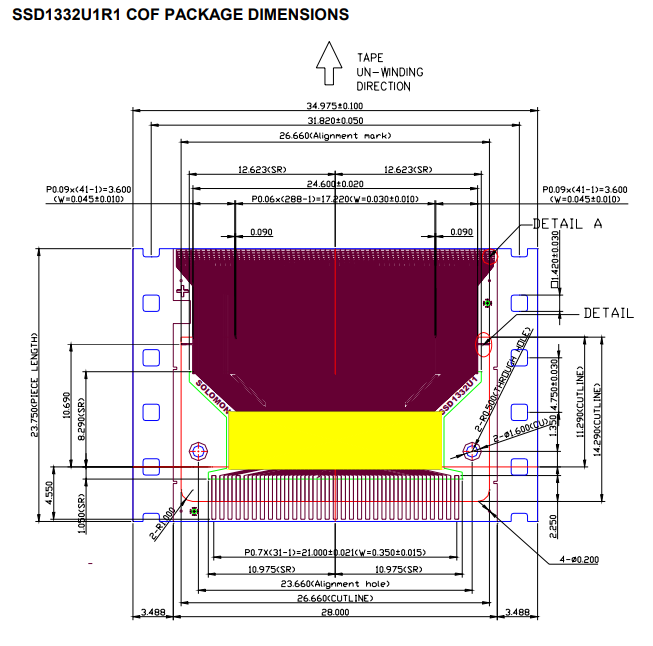 SSD1332U1R1 COF PACKAGE DIMENSIONS
TAPE
UN-WINDING
DIRECTION
34.975±0.100
31.820±0.050
26.660(Alignment mark)
12.623(SR)
12.623(SR)
24.600±0.020
P0.09x(41-1)=3.600
(W=0.045±0.010)
P0.06x(288-1)=17.220(W=0.030±0.010)
P0.09x(41-1)=3.600
(W=0.045±0.010)
0.090
0.090
DETAIL A
□1.420±0.030
DETAIL
2-R0.800(THROUGH HOLE)
2-ø1.600(CU)
4.750±0.030
1.350
11.290(CUTLINE)
14.290(CUTLINE)
23.750(PIECE LENGTH)
10.690
8.290(SR)
4.550
1.050(SR)
SOLOMON
SSD1332U1
2-R1.000
2.250
4-ø0.200
P0.7X(31-1)=21.000±0.021(W=0.350±0.015)
10.975(SR)
10.975(SR)
23.660(Alignment hole)
26.660(CUTLINE)
3.488
28.000
3.488